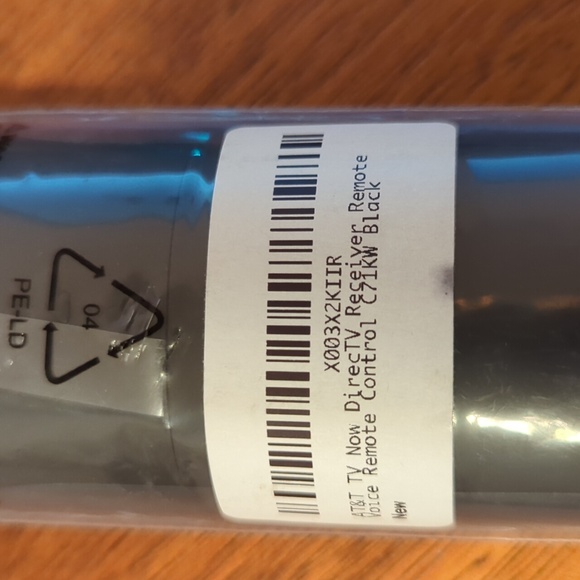 X003X2KIIR
AT&T TV Now DirecTV Receiver Remote
Voice Remote Control C71KW Black
New
04
PE-LD